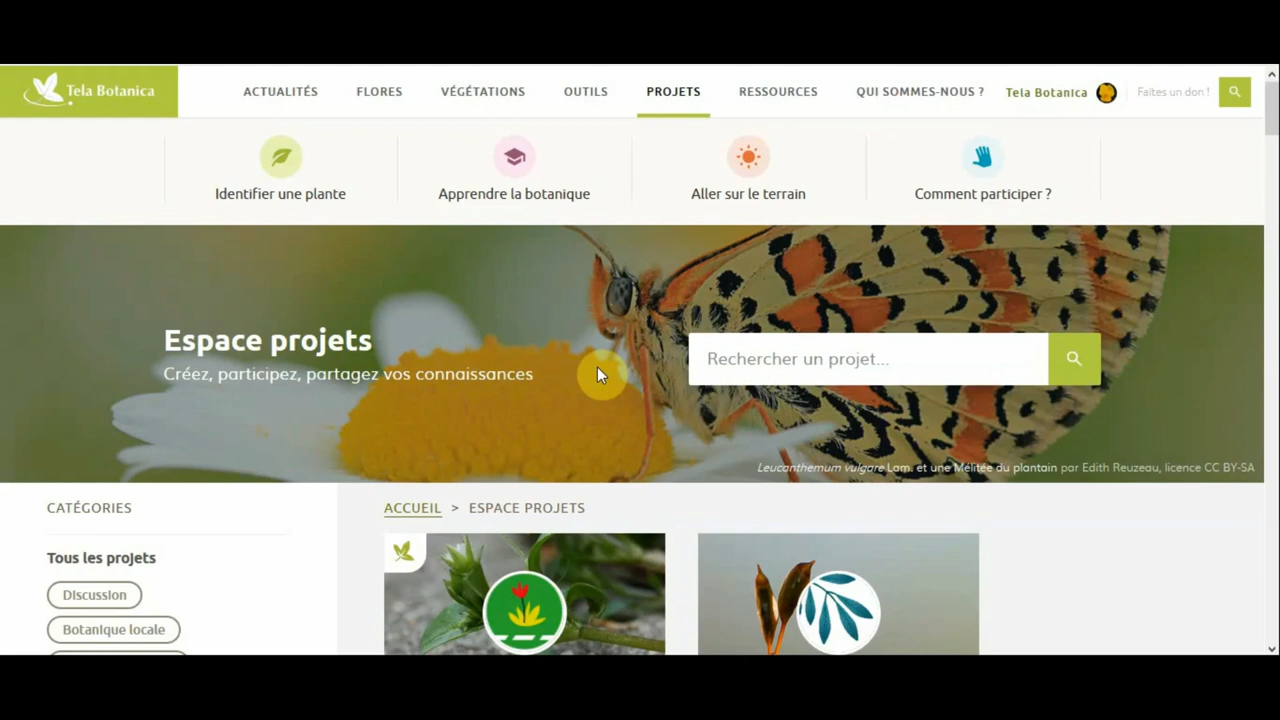 Tela Botanica
ACTUALITÉS FLORES VÉGÉTATIONS OUTILS PROJETS RESSOURCES QUI SOMMES-NOUS ? Tela Botanica Faites un don !
Identifier une plante Apprendre la botanique Aller sur le terrain Comment participer ?
Espace projets
Créez, participez, partagez vos connaissances
Rechercher un projet...
Leucanthemum vulgare Lam. et une Mélitée du plantain par Edith Reuzeau, licence CC BY-SA
CATÉGORIES
ACCUEIL > ESPACE PROJETS
Tous les projets
Discussion
Botanique locale